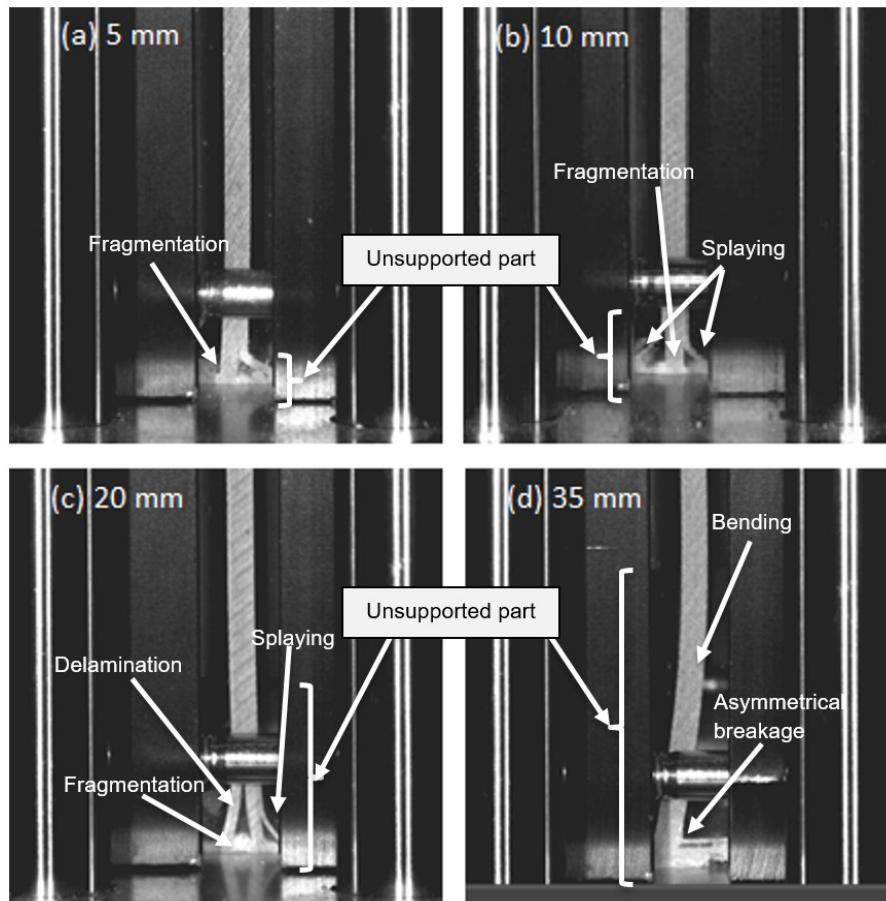 (a) 5 mm
(b) 10 mm
Fragmentation
Unsupported part
Fragmentation
Splaying
(c) 20 mm
(d) 35 mm
Bending
Unsupported part
Splaying
Delamination
Fragmentation
Asymmetrical
breakage